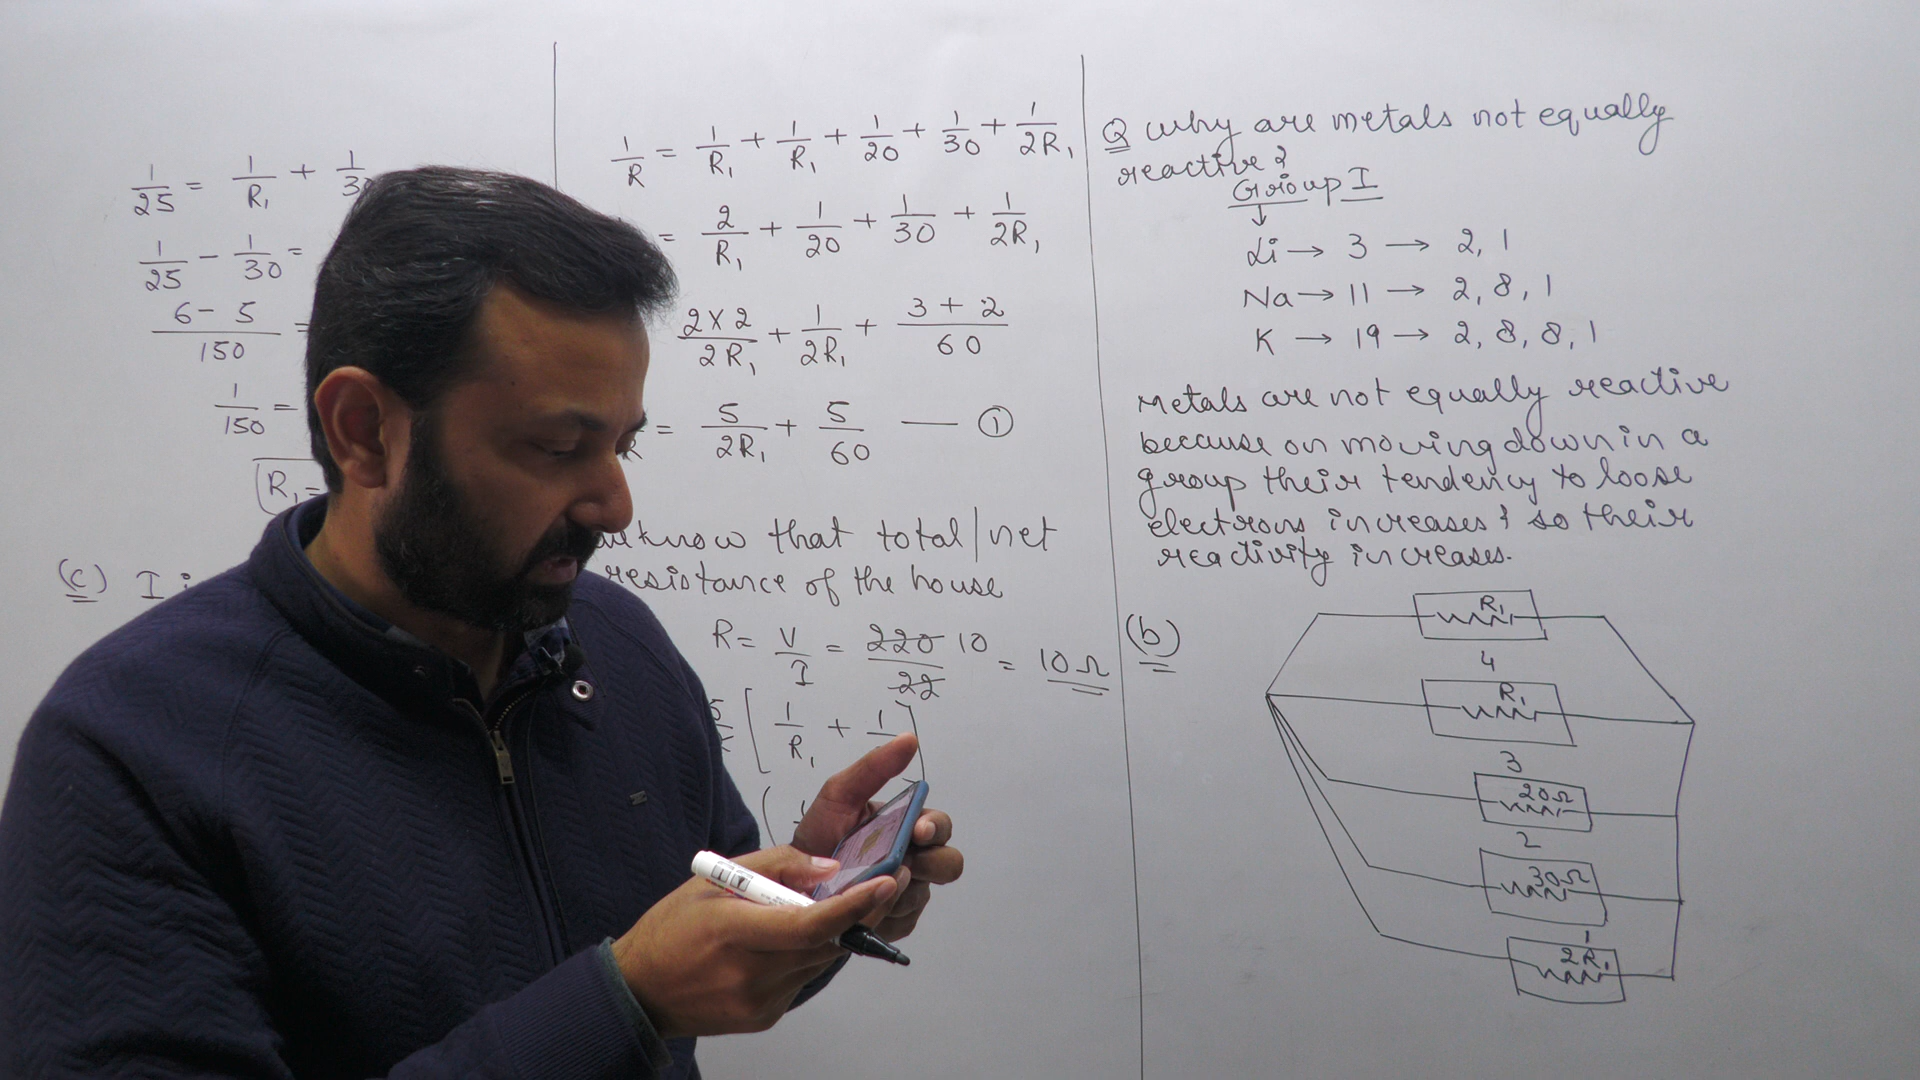 1/25 = 1/R₁ + 1/3
1/25 - 1/30 =
6 - 5/150 =
1/150 =
R₁ =
(c) I
1/R = 1/R₁ + 1/R₁ + 1/20 + 1/30 + 1/2R₁
= 2/R₁ + 1/20 + 1/30 + 1/2R₁
2×2/2R₁ + 1/2R₁ + 3+2/60
= 5/2R₁ + 5/60 — ①
know that total/net
resistance of the house
R = V/I = 220/22 10 = 10Ω
[1/R₁ + 1
Q why are metals not equally
reactive?
Group I
↓
Li → 3 → 2, 1
Na → 11 → 2, 8, 1
K → 19 → 2, 8, 8, 1
Metals are not equally reactive
because on moving down in a
group their tendency to loose
electrons increases & so their
reactivity increases.
(b)
R₁
4
R₁
3
20Ω
2
30Ω
1
2R₁